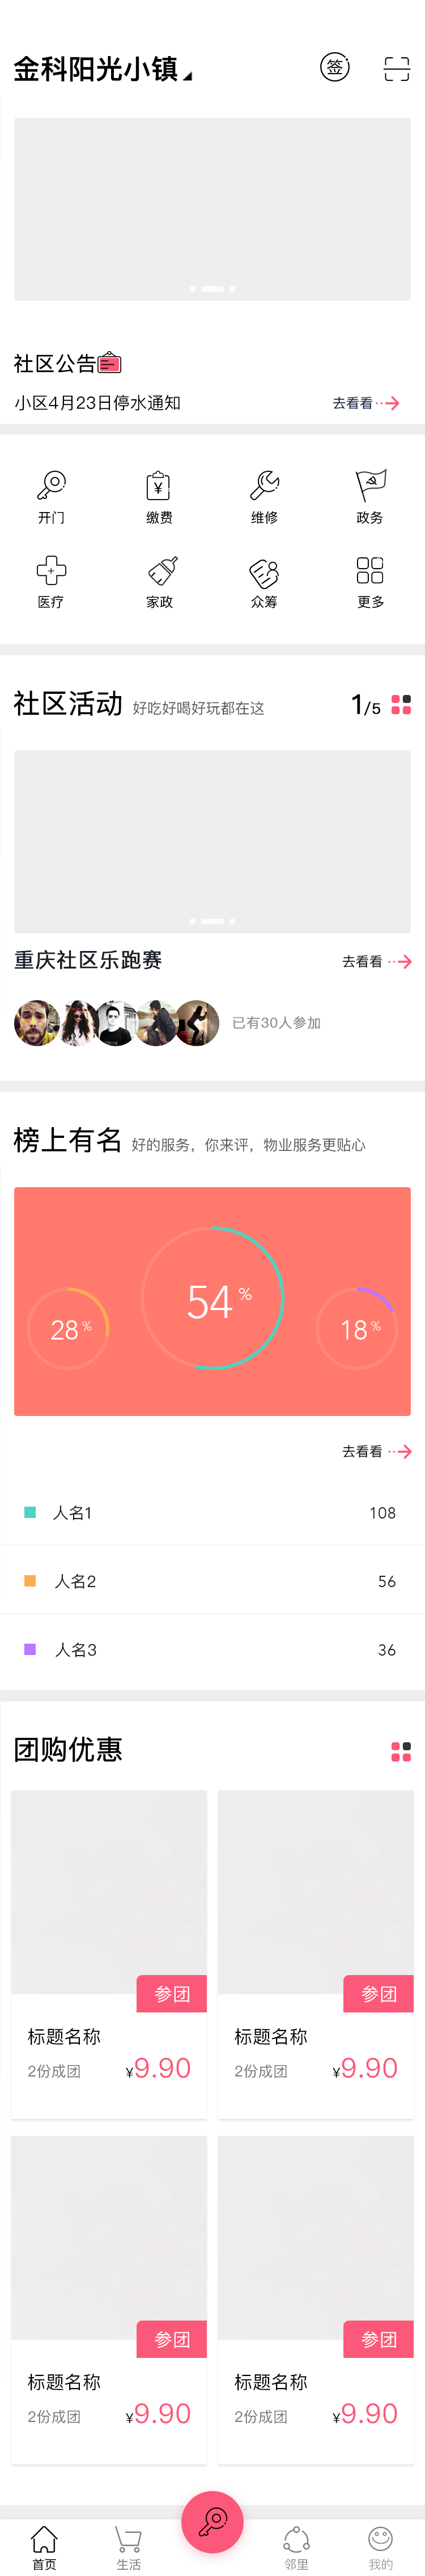 金科阳光小镇
签
社区公告
小区4月23日停水通知 去看看
开门 缴费 维修 政务
医疗 家政 众筹 更多
社区活动 好吃好喝好玩都在这 1/5
重庆社区乐跑赛 去看看
已有30人参加
榜上有名 好的服务，你来评，物业服务更贴心
28% 54% 18%
去看看
人名1 108
人名2 56
人名3 36
团购优惠
参团 参团
标题名称 标题名称
2份成团 ¥9.90 2份成团 ¥9.90
参团 参团
标题名称 标题名称
2份成团 ¥9.90 2份成团 ¥9.90
首页 生活 邻里 我的